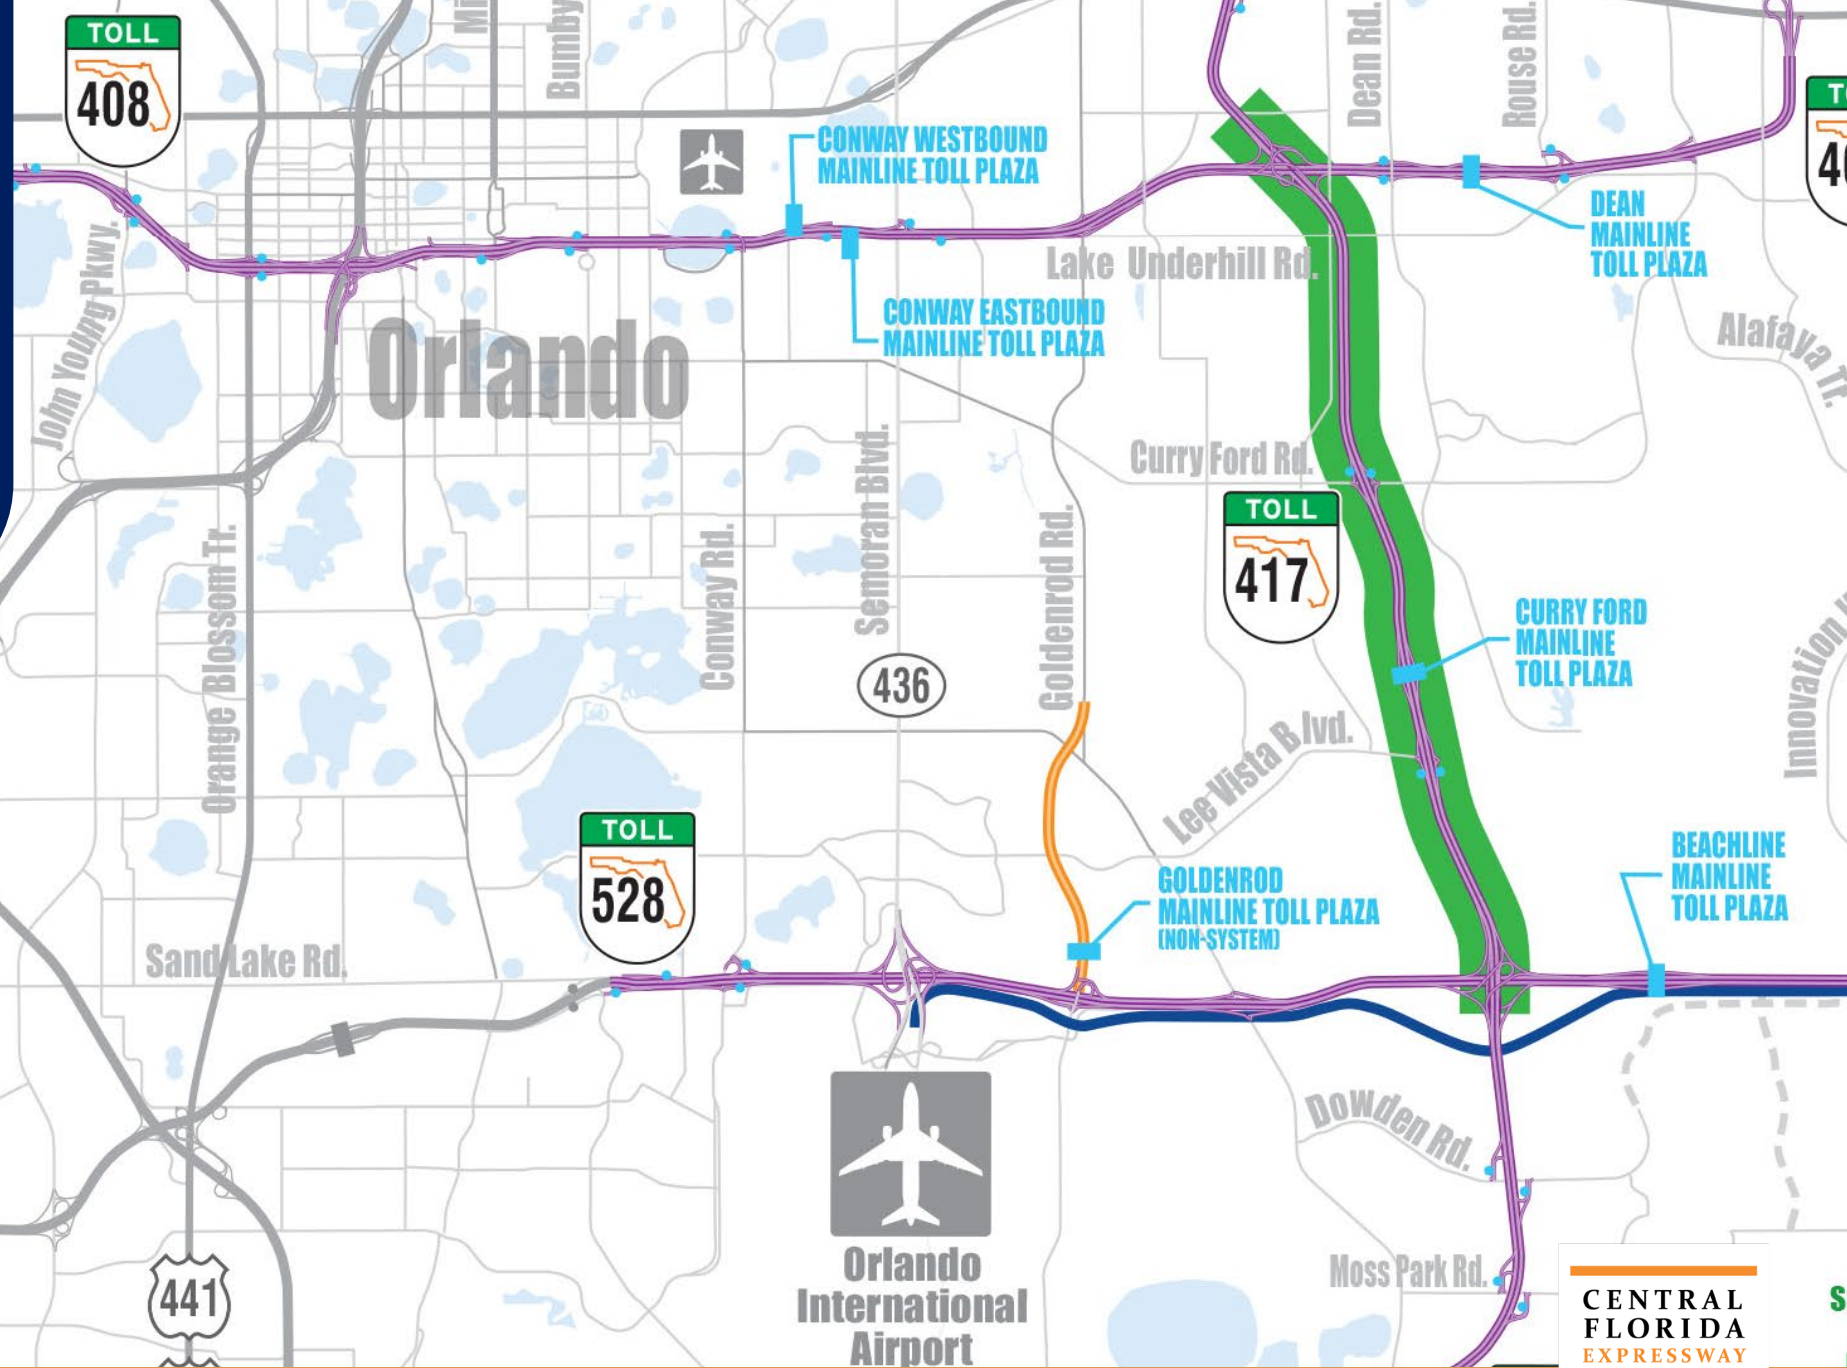 TOLL
408
Bumby
Dean Rd.
Rouse Rd.
CONWAY WESTBOUND
MAINLINE TOLL PLAZA
DEAN
MAINLINE
TOLL PLAZA
John Young Pkwy.
Lake Underhill Rd.
CONWAY EASTBOUND
MAINLINE TOLL PLAZA
Orlando
Alafaya Tr.
Curry Ford Rd.
Semoran Blvd.
TOLL
417
Orange Blossom Tr.
Conway Rd.
Goldenrod Rd.
CURRY FORD
MAINLINE
TOLL PLAZA
436
Innovation
Lee Vista Blvd.
TOLL
528
BEACHLINE
MAINLINE
TOLL PLAZA
GOLDENROD
MAINLINE TOLL PLAZA
(NON-SYSTEM)
Sand Lake Rd.
Dowden Rd.
Orlando
International
Airport
Moss Park Rd.
441
CENTRAL
FLORIDA
EXPRESSWAY